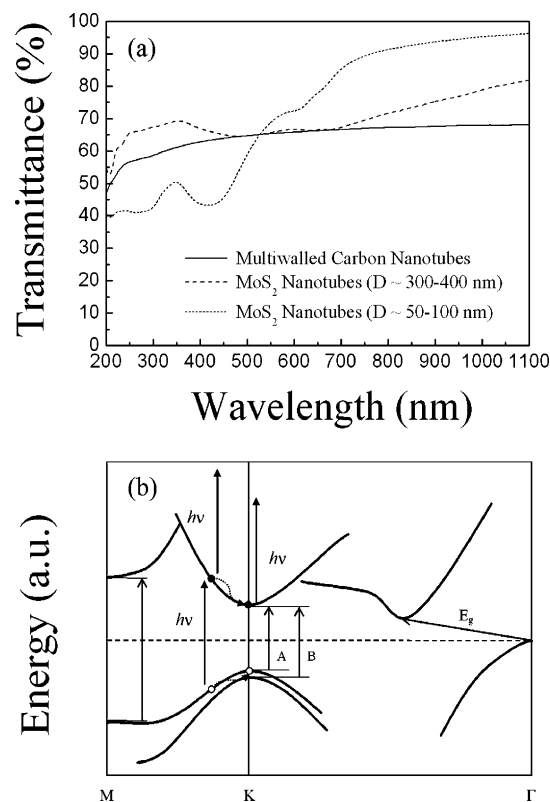 (a)
Transmittance (%)
100
90
80
70
60
50
40
30
20
10
0
Multiwalled Carbon Nanotubes
MoS₂ Nanotubes (D ~ 300-400 nm)
MoS₂ Nanotubes (D ~ 50-100 nm)
200 300 400 500 600 700 800 900 1000 1100
Wavelength (nm)
(b)
Energy (a.u.)
hν
hν
hν
E_g
A
B
M K Γ